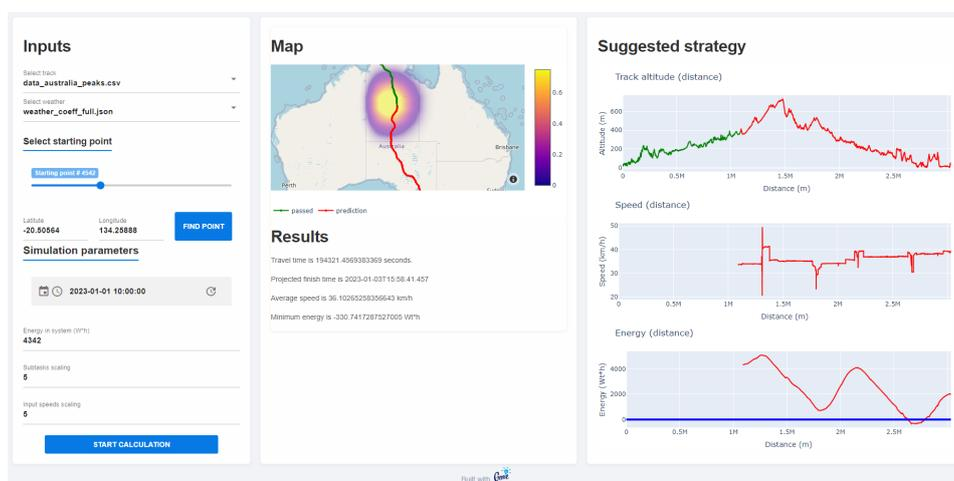 Inputs
Select track
data_australia_peaks.csv
Select weather
weather_coeff_full.json
Select starting point
Starting point # 4542
Latitude
-20.50564
Longitude
134.25888
FIND POINT
Simulation parameters
2023-01-01 10:00:00
Energy in system (W*h)
4342
Subtasks scaling
5
Input speeds scaling
5
START CALCULATION
Map
Australia
Brisbane
Perth
0.6
0.4
0.2
0
passed
prediction
Results
Travel time is 194321.4569383369 seconds.
Projected finish time is 2023-01-03T15:58:41.457
Average speed is 36.10265258356643 km/h
Minimum energy is -330.7417287527005 Wt*h
Suggested strategy
Track altitude (distance)
Altitude (m)
600
400
200
0
0 0.5M 1M 1.5M 2M 2.5M
Distance (m)
Speed (distance)
Speed (km/h)
50
40
30
20
0 0.5M 1M 1.5M 2M 2.5M
Distance (m)
Energy (distance)
Energy (Wt*h)
4000
2000
0
0 0.5M 1M 1.5M 2M 2.5M
Distance (m)
Built with Genie